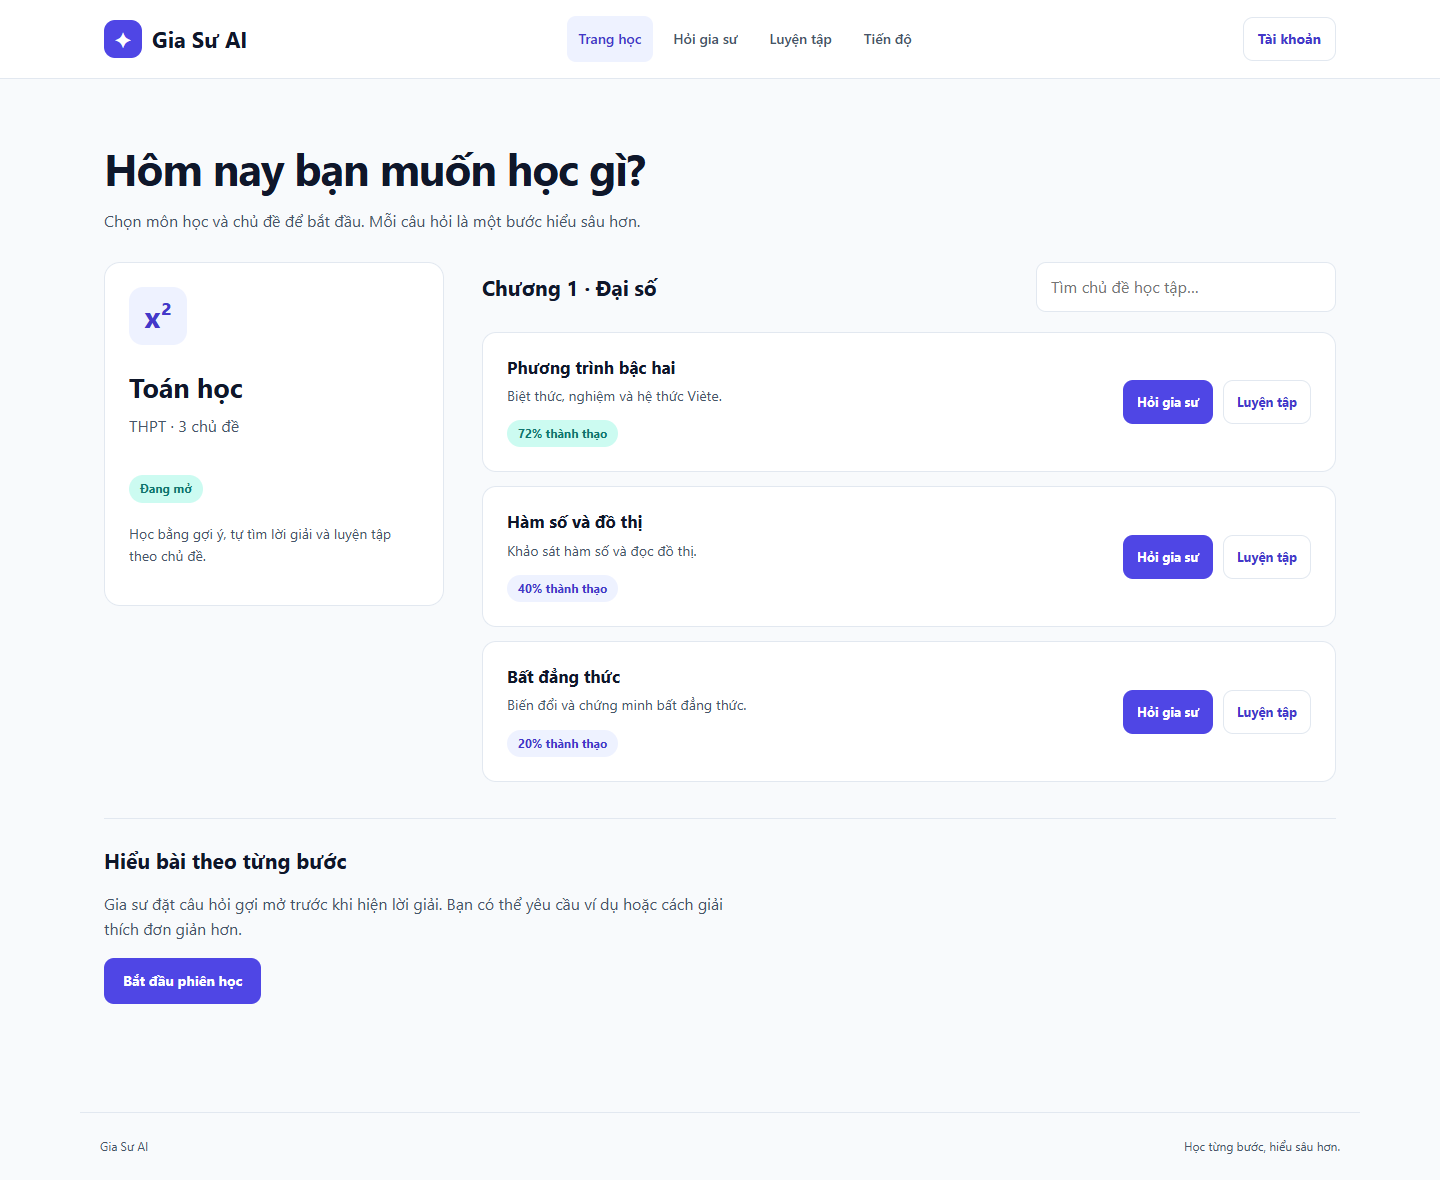 Gia Sư AI
Trang học
Hỏi gia sư
Luyện tập
Tiến độ
Tài khoản
Hôm nay bạn muốn học gì?
Chọn môn học và chủ đề để bắt đầu. Mỗi câu hỏi là một bước hiểu sâu hơn.
x²
Toán học
THPT · 3 chủ đề
Đang mở
Học bằng gợi ý, tự tìm lời giải và luyện tập
theo chủ đề.
Chương 1 · Đại số
Tìm chủ đề học tập...
Phương trình bậc hai
Biệt thức, nghiệm và hệ thức Viète.
72% thành thạo
Hỏi gia sư
Luyện tập
Hàm số và đồ thị
Khảo sát hàm số và đọc đồ thị.
40% thành thạo
Hỏi gia sư
Luyện tập
Bất đẳng thức
Biến đổi và chứng minh bất đẳng thức.
20% thành thạo
Hỏi gia sư
Luyện tập
Hiểu bài theo từng bước
Gia sư đặt câu hỏi gợi mở trước khi hiện lời giải. Bạn có thể yêu cầu ví dụ hoặc cách giải
thích đơn giản hơn.
Bắt đầu phiên học
Gia Sư AI
Học từng bước, hiểu sâu hơn.